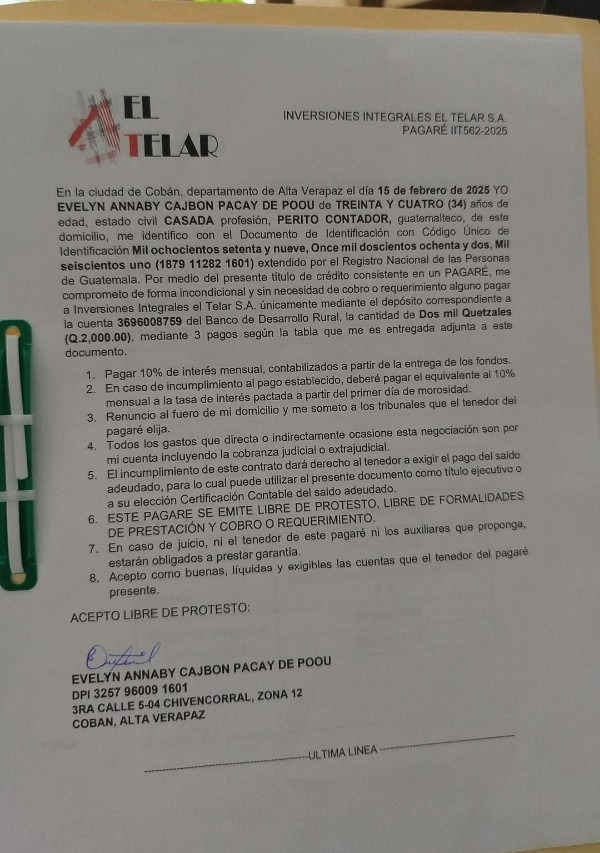 EL
TELAR
INVERSIONES INTEGRALES EL TELAR S.A.
PAGARÉ IIT562-2025
En la ciudad de Cobán, departamento de Alta Verapaz el día 15 de febrero de 2025 YO
EVELYN ANNABY CAJBON PACAY DE POOU de TREINTA Y CUATRO (34) años de
edad, estado civil CASADA profesión, PERITO CONTADOR, guatemalteco, de este
domicilio, me identifico con el Documento de Identificación con Código Único de
Identificación Mil ochocientos setenta y nueve, Once mil doscientos ochenta y dos, Mil
seiscientos uno (1879 11282 1601) extendido por el Registro Nacional de las Personas
de Guatemala. Por medio del presente título de crédito consistente en un PAGARÉ, me
comprometo de forma incondicional y sin necesidad de cobro o requerimiento alguno pagar
a Inversiones Integrales el Telar S.A. únicamente mediante el depósito correspondiente a
la cuenta 3696008759 del Banco de Desarrollo Rural, la cantidad de Dos mil Quetzales
(Q.2,000.00), mediante 3 pagos según la tabla que me es entregada adjunta a este
documento.
1. Pagar 10% de interés mensual, contabilizados a partir de la entrega de los fondos.
2. En caso de incumplimiento al pago establecido, deberá pagar el equivalente al 10%
mensual a la tasa de interés pactada a partir del primer día de morosidad.
3. Renuncio al fuero de mi domicilio y me someto a los tribunales que el tenedor del
pagaré elija.
4. Todos los gastos que directa o indirectamente ocasione esta negociación son por
mi cuenta incluyendo la cobranza judicial o extrajudicial.
5. El incumplimiento de este contrato dará derecho al tenedor a exigir el pago del saldo
adeudado, para lo cual puede utilizar el presente documento como título ejecutivo o
a su elección Certificación Contable del saldo adeudado.
6. ESTE PAGARE SE EMITE LIBRE DE PROTESTO, LIBRE DE FORMALIDADES
DE PRESTACIÓN Y COBRO O REQUERIMIENTO.
7. En caso de juicio, ni el tenedor de este pagaré ni los auxiliares que proponga,
estarán obligados a prestar garantía.
8. Acepto como buenas, líquidas y exigibles las cuentas que el tenedor del pagaré
presente.
ACEPTO LIBRE DE PROTESTO:
EVELYN ANNABY CAJBON PACAY DE POOU
DPI 3257 96009 1601
3RA CALLE 5-04 CHIVENCORRAL, ZONA 12
COBAN, ALTA VERAPAZ
ULTIMA LINEA